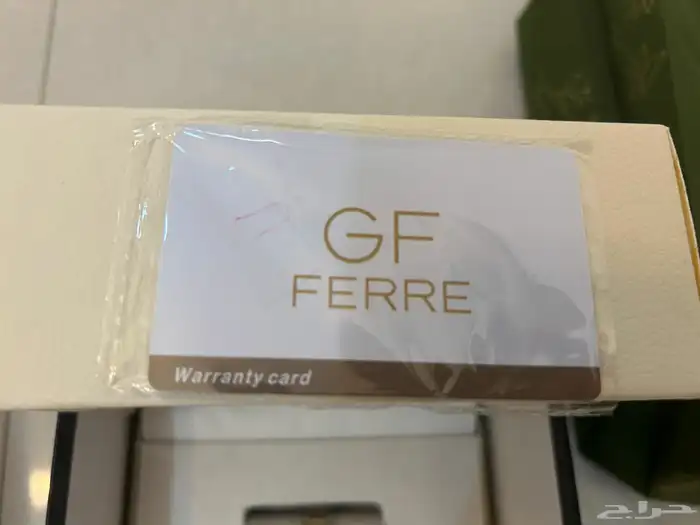 GF
FERRE
Warranty card
حراج